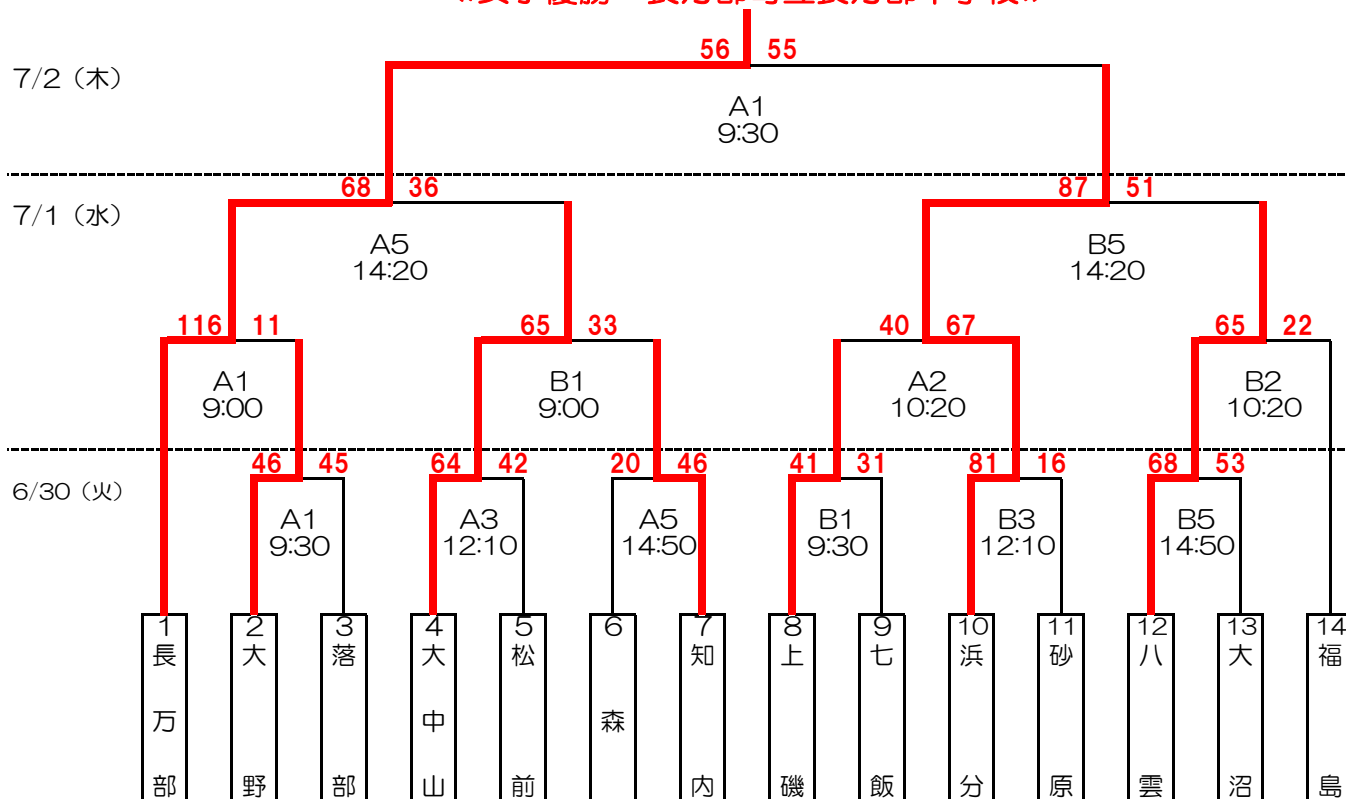 56 55
7/2（木）
A1
9:30
68 36 87 51
7/1（水）
A5 B5
14:20 14:20
116 11 65 33 40 67 65 22
A1 B1 A2 B2
9:00 9:00 10:20 10:20
46 45 64 42 20 46 41 31 81 16 68 53
6/30（火）
A1 A3 A5 B1 B3 B5
9:30 12:10 14:50 9:30 12:10 14:50
1 2 3 4 5 6 7 8 9 10 11 12 13 14
長万部
大野
落部
大中山
松前
森
知内
上磯
七飯
浜分
砂原
八雲
大沼
福島